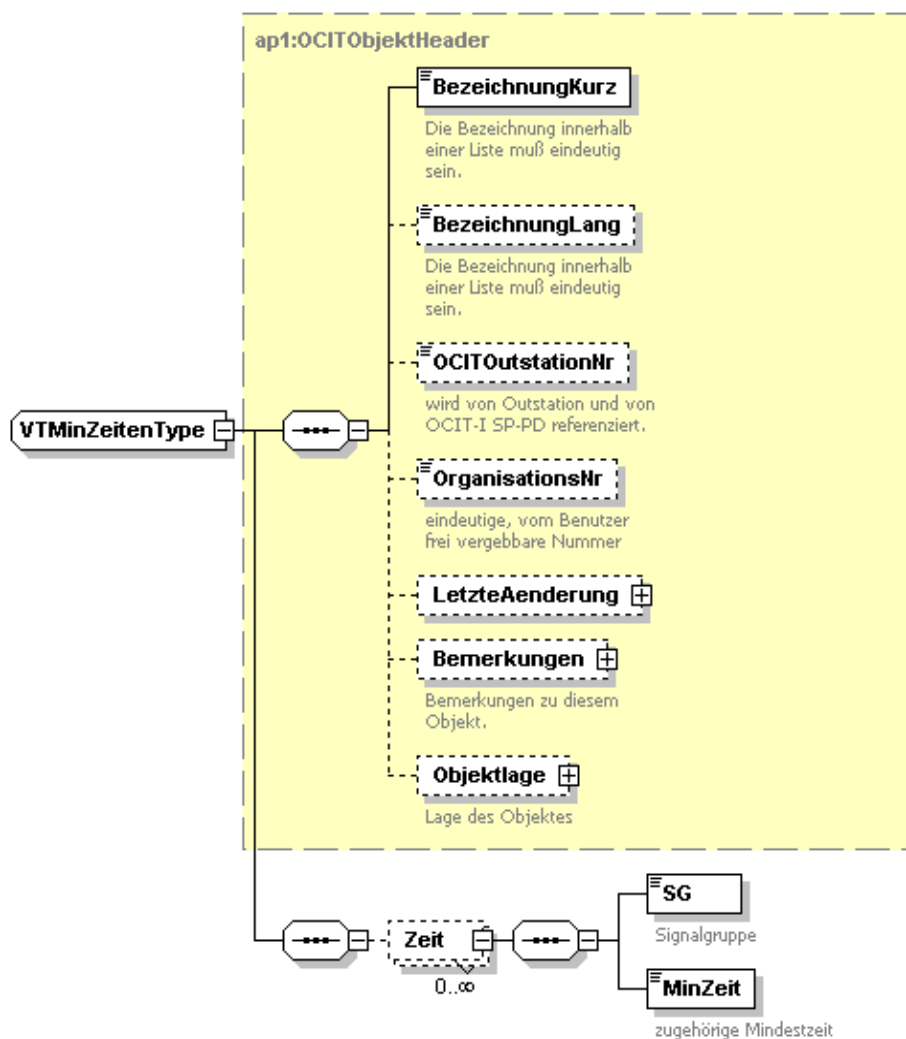 ap1:OCITObjektHeader
BezeichnungKurz
Die Bezeichnung innerhalb
einer Liste muß eindeutig
sein.
BezeichnungLang
Die Bezeichnung innerhalb
einer Liste muß eindeutig
sein.
OCITOutstationNr
wird von Outstation und von
OCIT-I SP-PD referenziert.
VTMinZeitenType
OrganisationsNr
eindeutige, vom Benutzer
frei vergebbare Nummer
LetzteAenderung
Bemerkungen
Bemerkungen zu diesem
Objekt.
Objektlage
Lage des Objektes
SG
Signalgruppe
Zeit
0..∞
MinZeit
zugehörige Mindestzeit